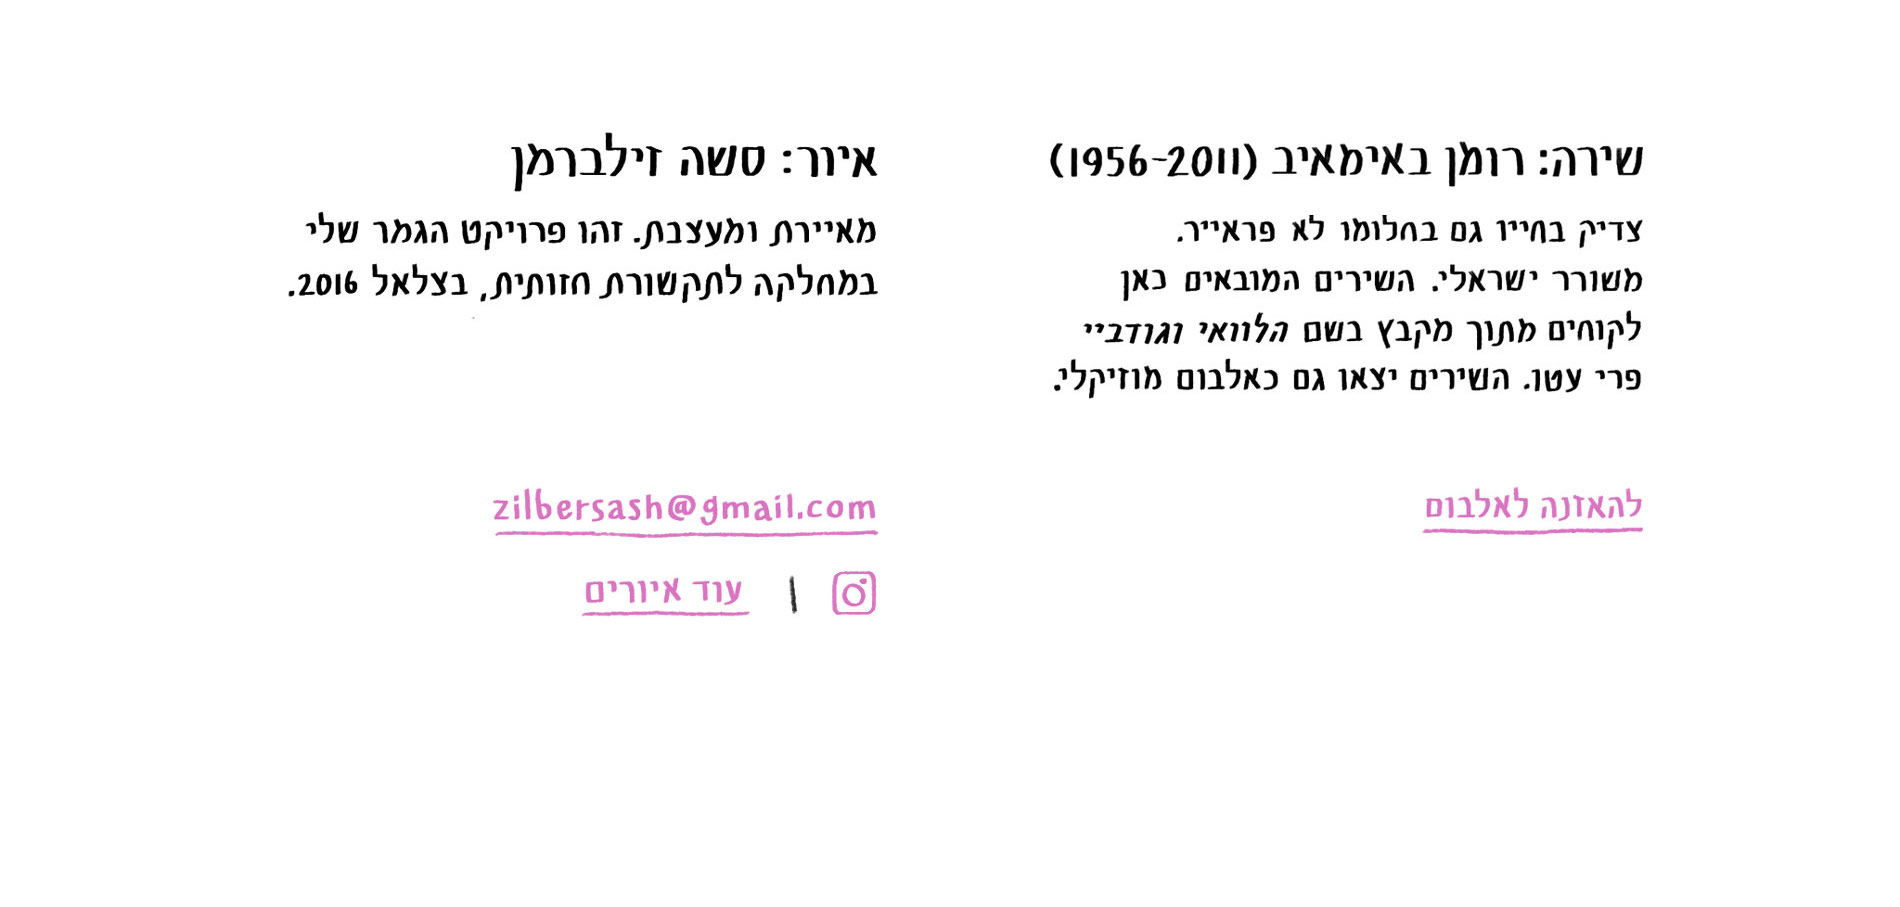 שירה: רומן באימאיב (1956-2011)
צדיק בחייו גם בחלומו לא פראייר.
משורר ישראלי. השירים המובאים כאן
לקוחים מתוך מקבץ בשם הלוואי וגודביי
פרי עטו. השירים יצאו גם כאלבום מוזיקלי.
להאזנה לאלבום
איור: סשה זילברמן
מאיירת ומעצבת. זהו פרויקט הגמר שלי
במחלקה לתקשורת חזותית, בצלאל 2016.
zilbersash@gmail.com
| עוד איורים